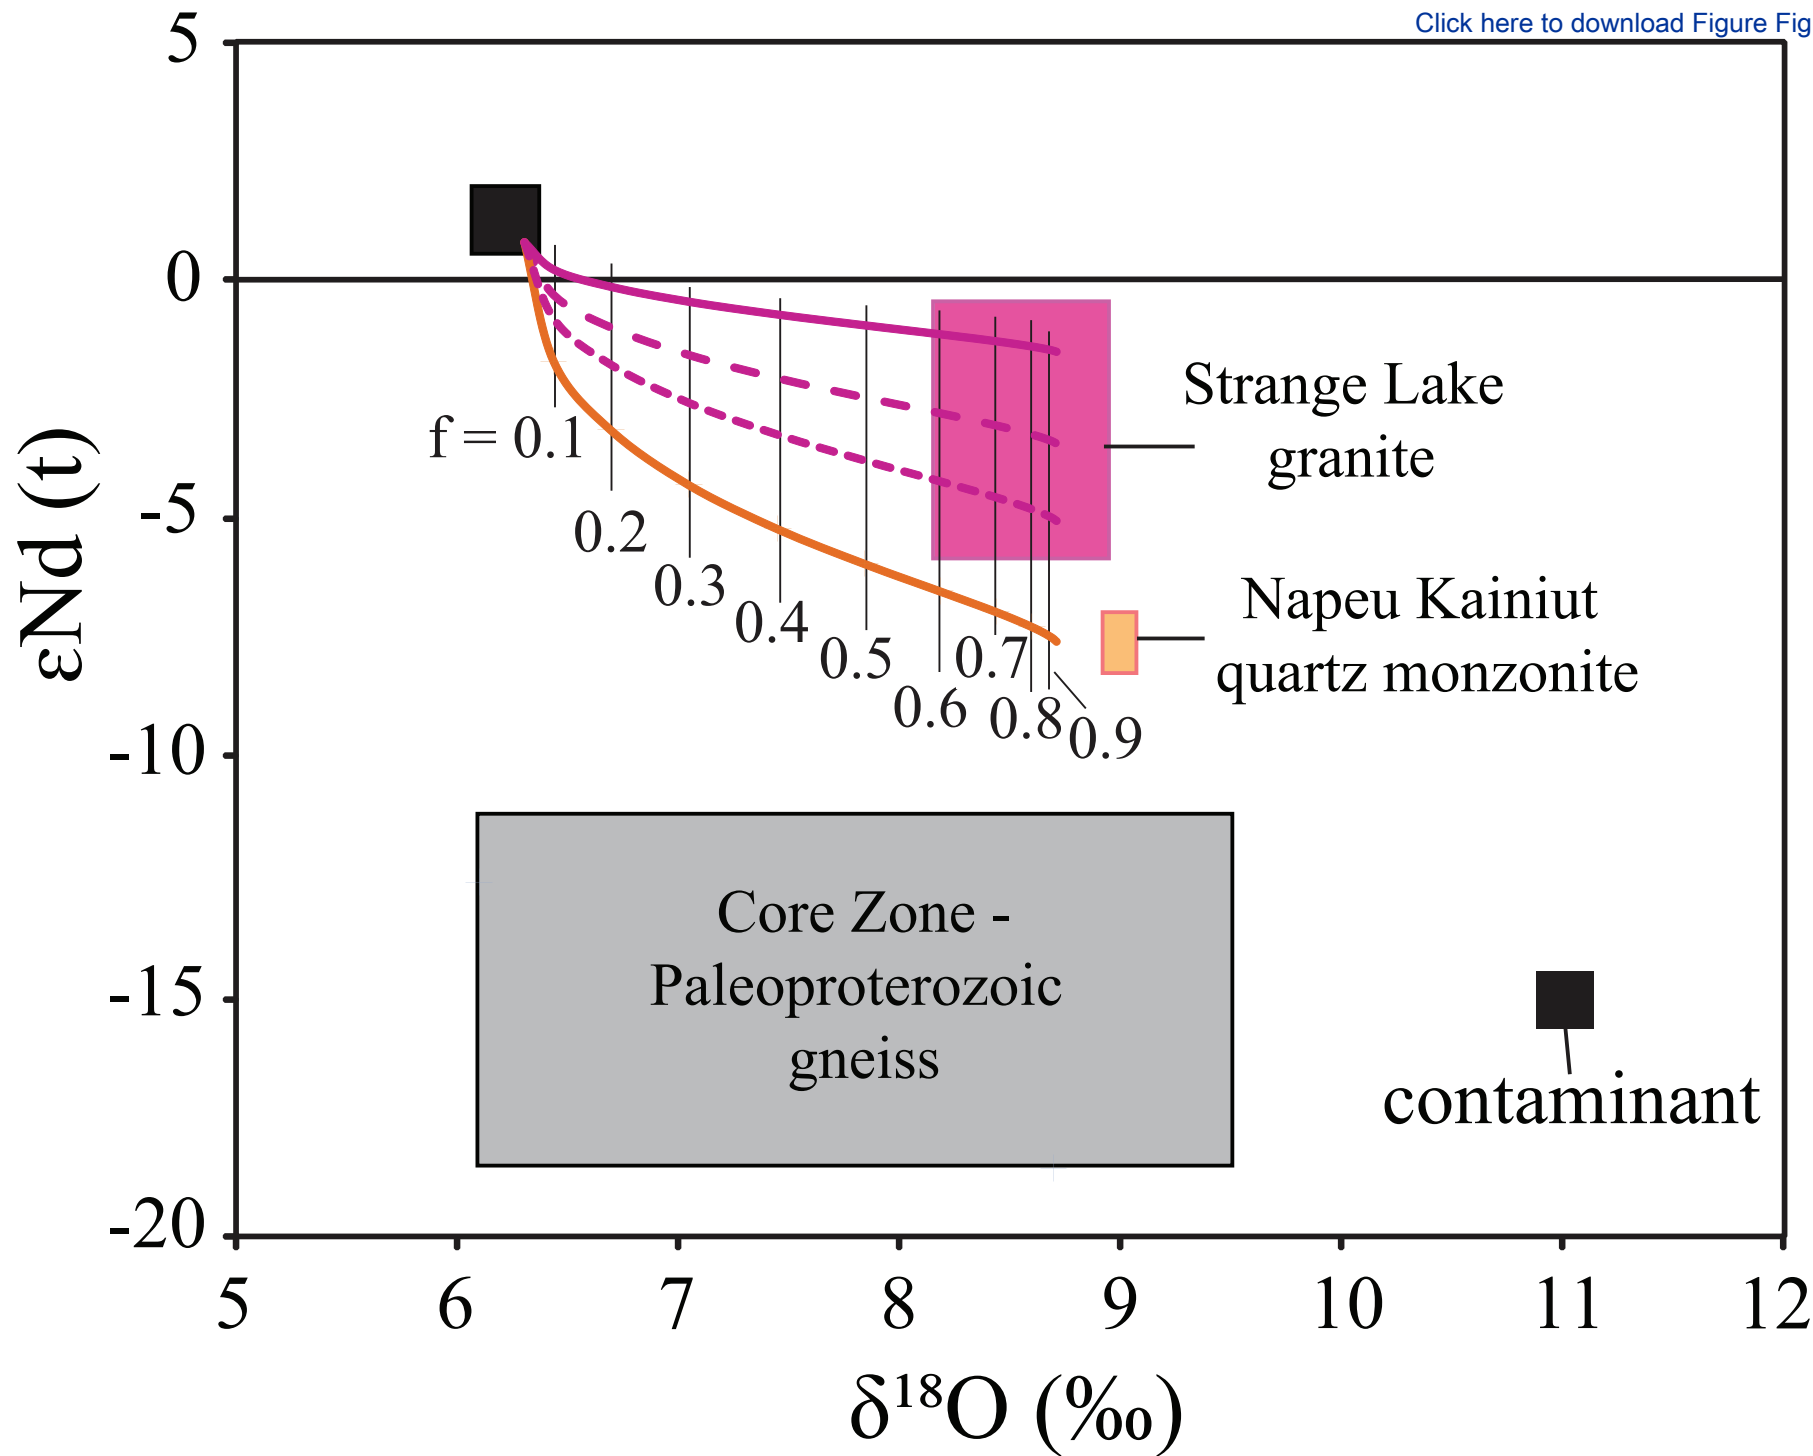 Click here to download Figure Fig
5
0
-5
-10
-15
-20
εNd (t)
f = 0.1
0.2
0.3
0.4
0.5
0.6
0.7
0.8
0.9
Strange Lake
granite
Napeu Kainiut
quartz monzonite
Core Zone -
Paleoproterozoic
gneiss
contaminant
5 6 7 8 9 10 11 12
δ¹⁸O (‰)